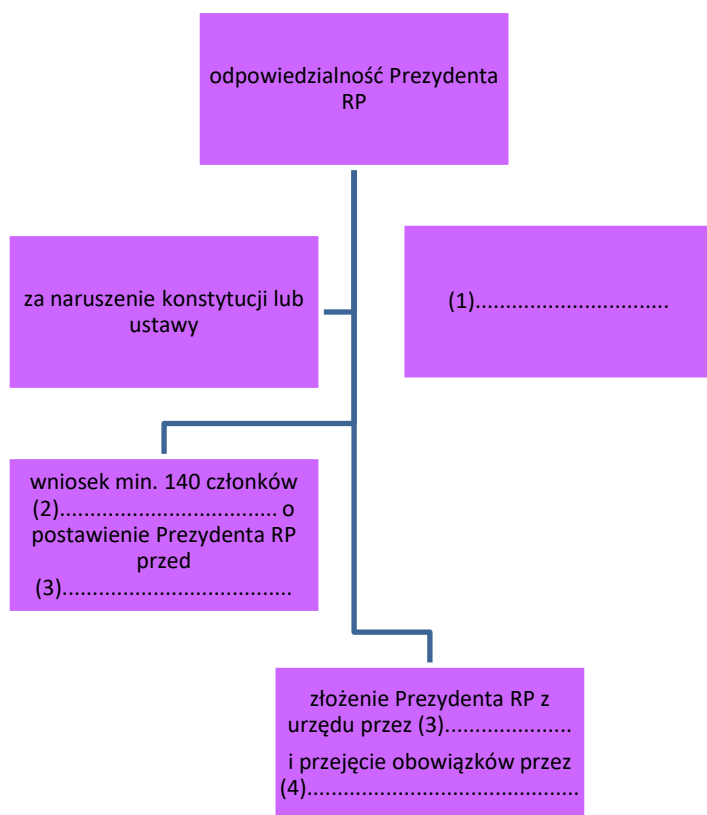 odpowiedzialność Prezydenta
RP
za naruszenie konstytucji lub
ustawy
(1)................................
wniosek min. 140 członków
(2).................................... o
postawienie Prezydenta RP
przed
(3)......................................
złożenie Prezydenta RP z
urzędu przez (3).....................
i przejęcie obowiązków przez
(4).............................................